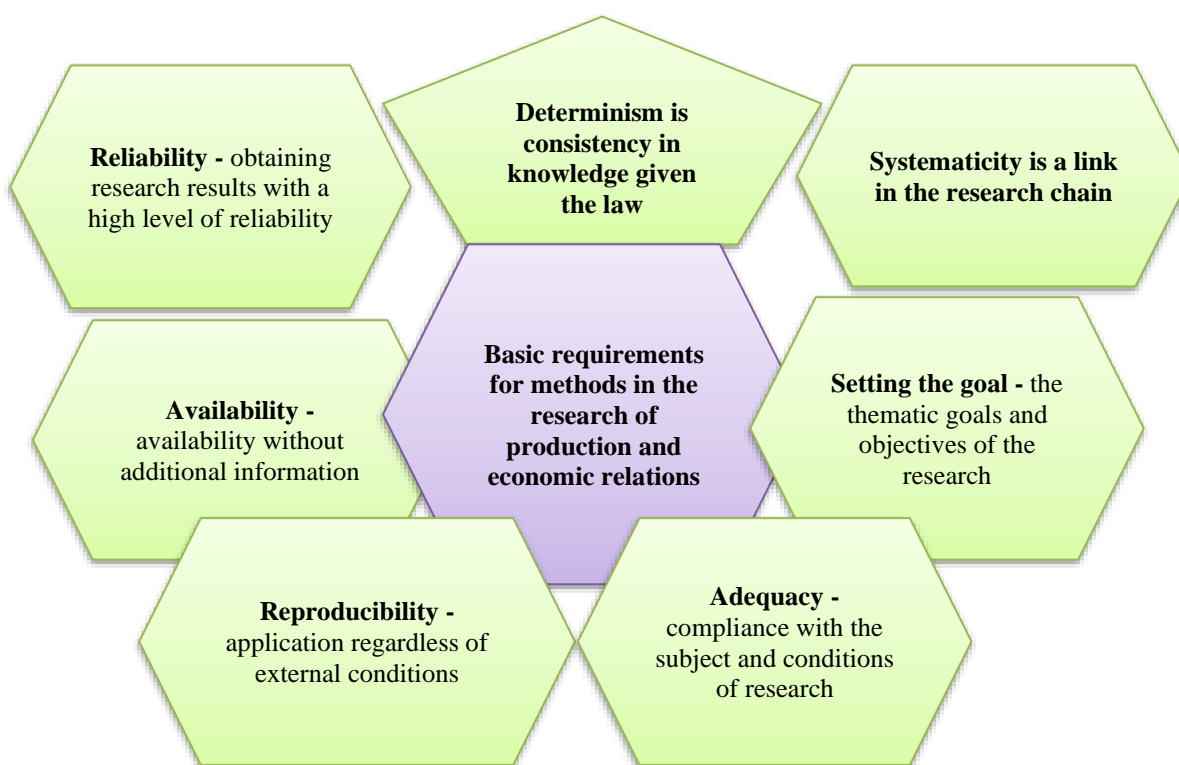 Determinism is
consistency in
knowledge given
the law
Reliability - obtaining
research results with a
high level of reliability
Systematicity is a link
in the research chain
Basic requirements
for methods in the
research of
production and
economic relations
Availability -
availability without
additional information
Setting the goal - the
thematic goals and
objectives of the
research
Reproducibility -
application regardless of
external conditions
Adequacy -
compliance with the
subject and conditions
of research